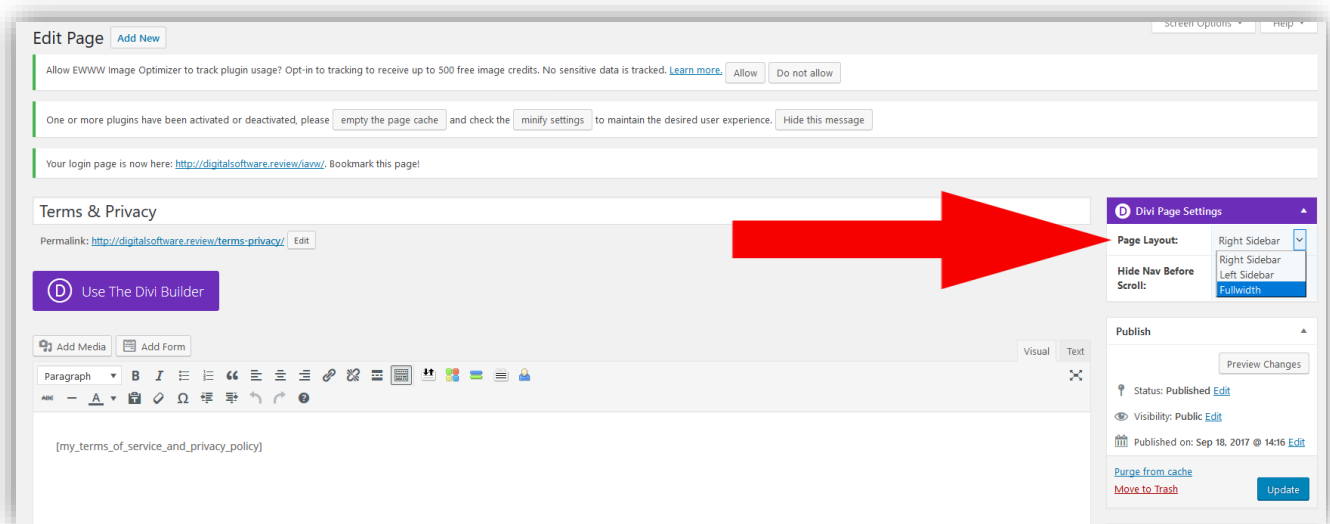 Screen Options Help
Edit Page Add New
Allow EWWW Image Optimizer to track plugin usage? Opt-in to tracking to receive up to 500 free image credits. No sensitive data is tracked. Learn more. Allow Do not allow
One or more plugins have been activated or deactivated, please empty the page cache and check the minify settings to maintain the desired user experience. Hide this message
Your login page is now here: http://digitalsoftware.review/iavw/. Bookmark this page!
Terms & Privacy
Permalink: http://digitalsoftware.review/terms-privacy/ Edit
D Use The Divi Builder
Add Media Add Form
Visual Text
Paragraph B I
ABC A Ω
[my_terms_of_service_and_privacy_policy]
D Divi Page Settings
Page Layout: Right Sidebar
Right Sidebar
Left Sidebar
Fullwidth
Hide Nav Before
Scroll:
Publish
Preview Changes
Status: Published Edit
Visibility: Public Edit
Published on: Sep 18, 2017 @ 14:16 Edit
Purge from cache
Move to Trash
Update